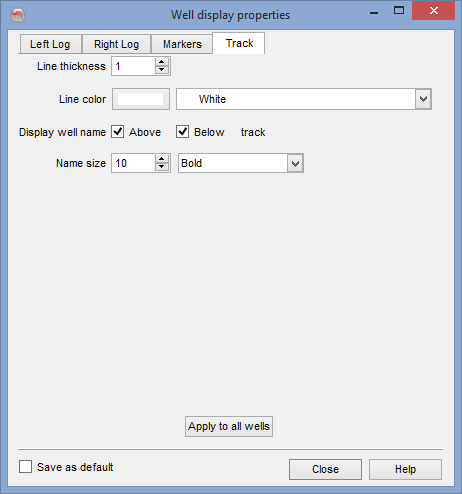 Well display properties
Left Log Right Log Markers Track
Line thickness 1
Line color White
Display well name Above Below track
Name size 10 Bold
Apply to all wells
Save as default Close Help